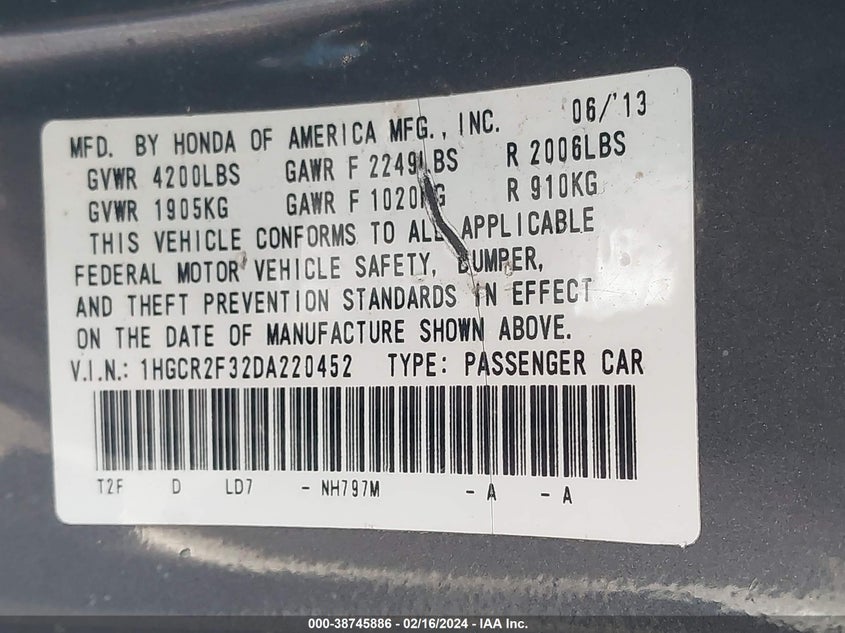 MFD. BY HONDA OF AMERICA MFG., INC. 06/'13
GVWR 4200LBS GAWR F 2249LBS R 2006LBS
GVWR 1905KG GAWR F 1020KG R 910KG
THIS VEHICLE CONFORMS TO ALL APPLICABLE
FEDERAL MOTOR VEHICLE SAFETY, BUMPER,
AND THEFT PREVENTION STANDARDS IN EFFECT
ON THE DATE OF MANUFACTURE SHOWN ABOVE.
V.I.N.: 1HGCR2F32DA220452 TYPE: PASSENGER CAR
T2F D LD7 - NH797M - A - A
000-38745886 - 02/16/2024 - IAA Inc.